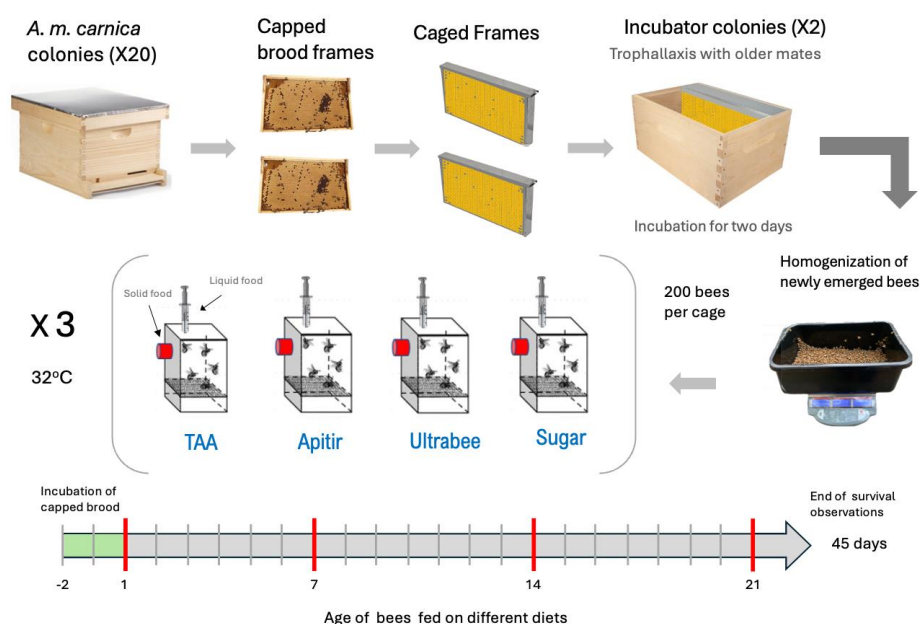 A. m. carnica
colonies (X20)
Capped
brood frames
Caged Frames
Incubator colonies (X2)
Trophallaxis with older mates
Incubation for two days
Homogenization of
newly emerged bees
200 bees
per cage
Solid food
Liquid food
X 3
32°C
TAA
Apitir
Ultrabee
Sugar
Incubation of
capped brood
End of survival
observations
45 days
-2
1
7
14
21
Age of bees fed on different diets